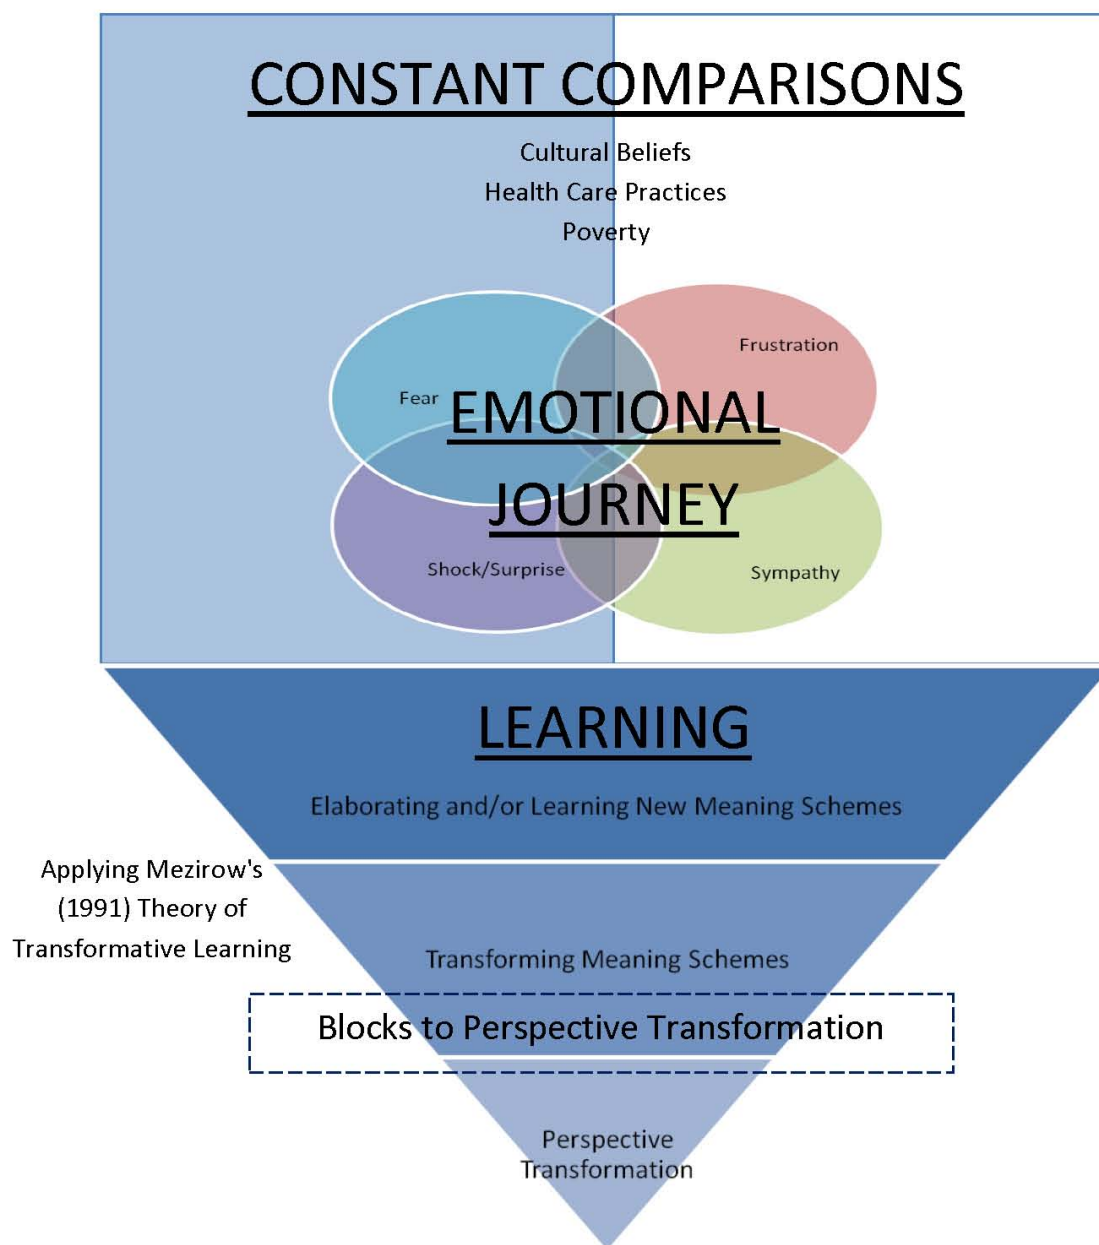 CONSTANT COMPARISONS
Cultural Beliefs
Health Care Practices
Poverty
Frustration
Fear
EMOTIONAL
JOURNEY
Shock/Surprise
Sympathy
LEARNING
Elaborating and/or Learning New Meaning Schemes
Applying Mezirow's
(1991) Theory of
Transformative Learning
Transforming Meaning Schemes
Blocks to Perspective Transformation
Perspective
Transformation